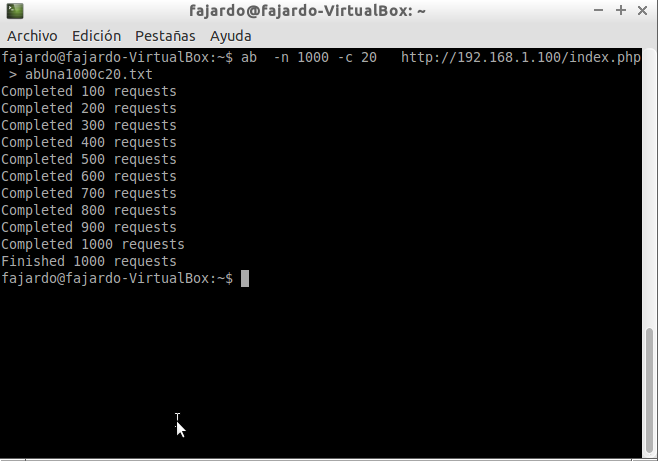 fajardo@fajardo-VirtualBox: ~
Archivo Edición Pestañas Ayuda
fajardo@fajardo-VirtualBox:~$ ab  -n 1000 -c 20   http://192.168.1.100/index.php
 > abUna1000c20.txt
Completed 100 requests
Completed 200 requests
Completed 300 requests
Completed 400 requests
Completed 500 requests
Completed 600 requests
Completed 700 requests
Completed 800 requests
Completed 900 requests
Completed 1000 requests
Finished 1000 requests
fajardo@fajardo-VirtualBox:~$